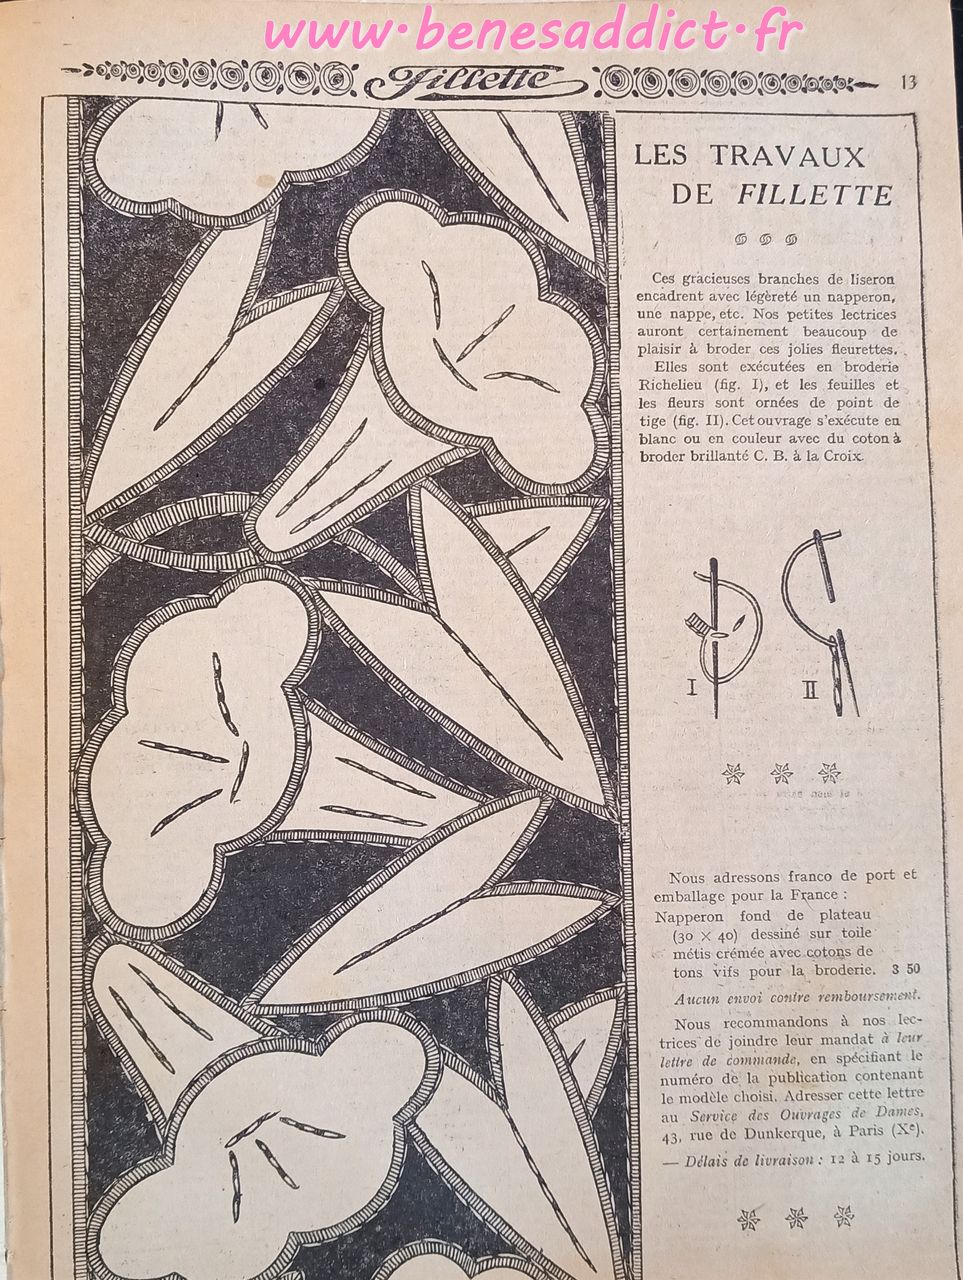 www.benesaddict.fr
Fillette
13
LES TRAVAUX
DE FILLETTE
Ces gracieuses branches de liseron
encadrent avec légèreté un napperon,
une nappe, etc. Nos petites lectrices
auront certainement beaucoup de
plaisir à broder ces jolies fleurettes.
Elles sont exécutées en broderie
Richelieu (fig. I), et les feuilles et
les fleurs sont ornées de point de
tige (fig. II). Cet ouvrage s'exécute en
blanc ou en couleur avec du coton à
broder brillanté C. B. à la Croix.
I
II
Nous adressons franco de port et
emballage pour la France :
Napperon fond de plateau
(30 × 40) dessiné sur toile
métis crémée avec cotons de
tons vifs pour la broderie. 3 50
Aucun envoi contre remboursement.
Nous recommandons à nos lec-
trices de joindre leur mandat à leur
lettre de commande, en spécifiant le
numéro de la publication contenant
le modèle choisi. Adresser cette lettre
au Service des Ouvrages de Dames,
43, rue de Dunkerque, à Paris (Xe).
— Délais de livraison : 12 à 15 jours.